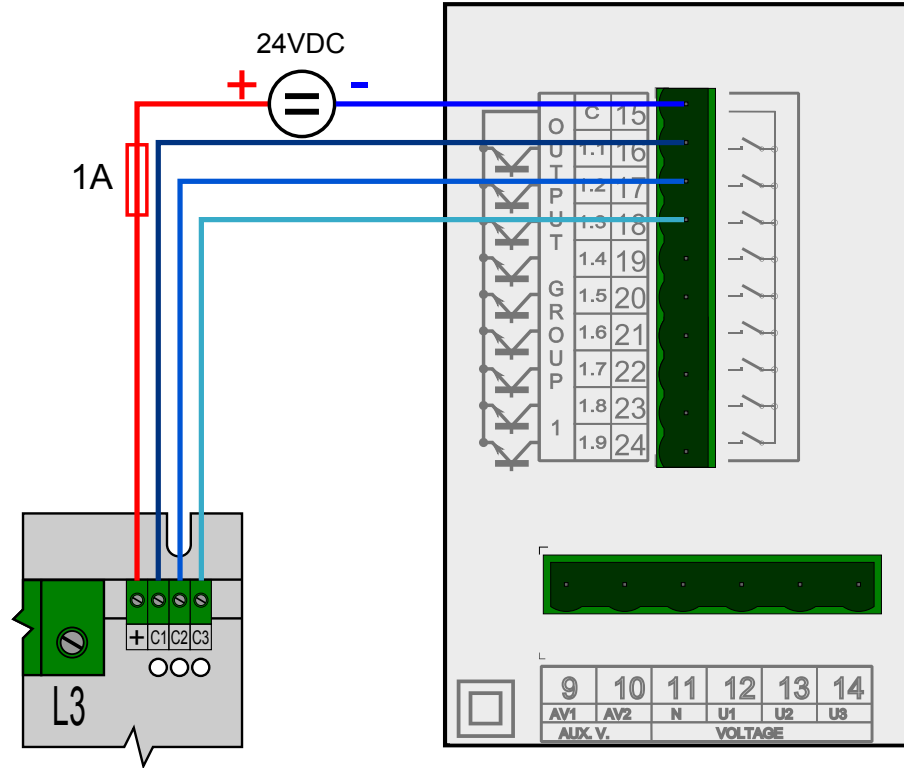 24VDC
+ -
1A
OUTPUT GROUP 1
C 15
1.1 16
1.2 17
1.3 18
1.4 19
1.5 20
1.6 21
1.7 22
1.8 23
1.9 24
+ C1 C2 C3
L3
9 10 11 12 13 14
AV1 AV2 N U1 U2 U3
AUX. V. VOLTAGE